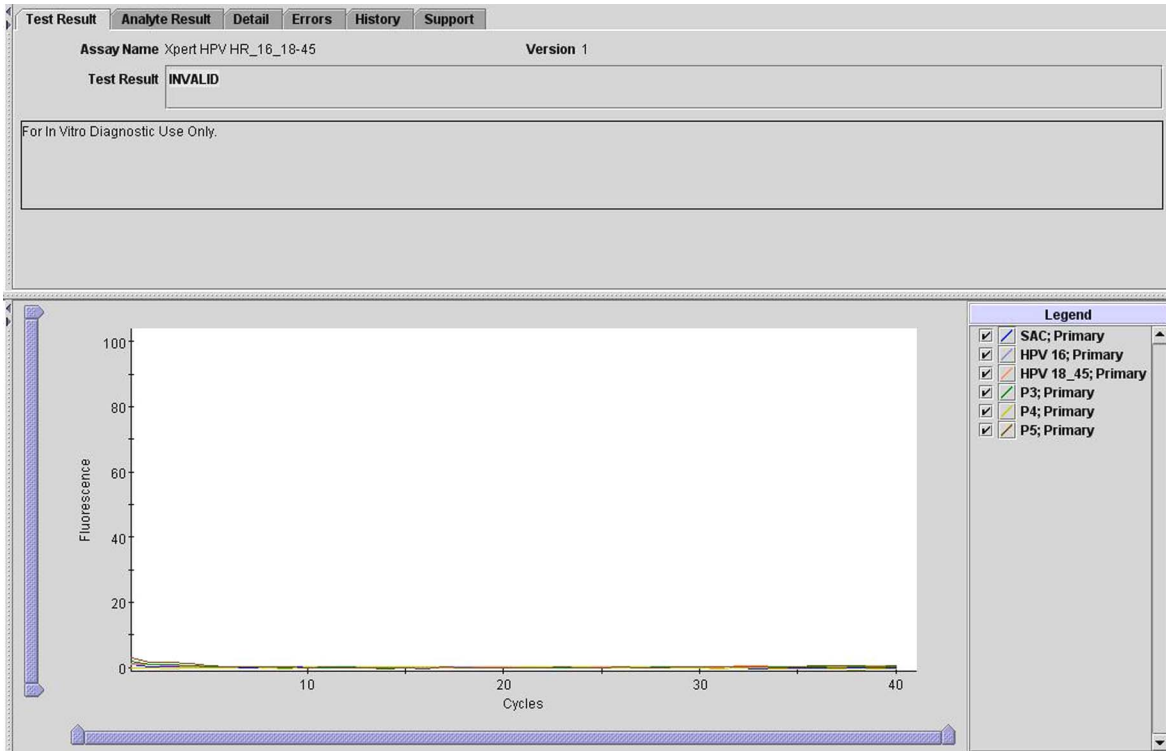 Test Result Analyte Result Detail Errors History Support
Assay Name Xpert HPV HR_16_18-45 Version 1
Test Result INVALID
For In Vitro Diagnostic Use Only.
Legend
SAC; Primary
HPV 16; Primary
HPV 18_45; Primary
P3; Primary
P4; Primary
P5; Primary
Fluorescence
100
80
60
40
20
0
10 20 30 40
Cycles